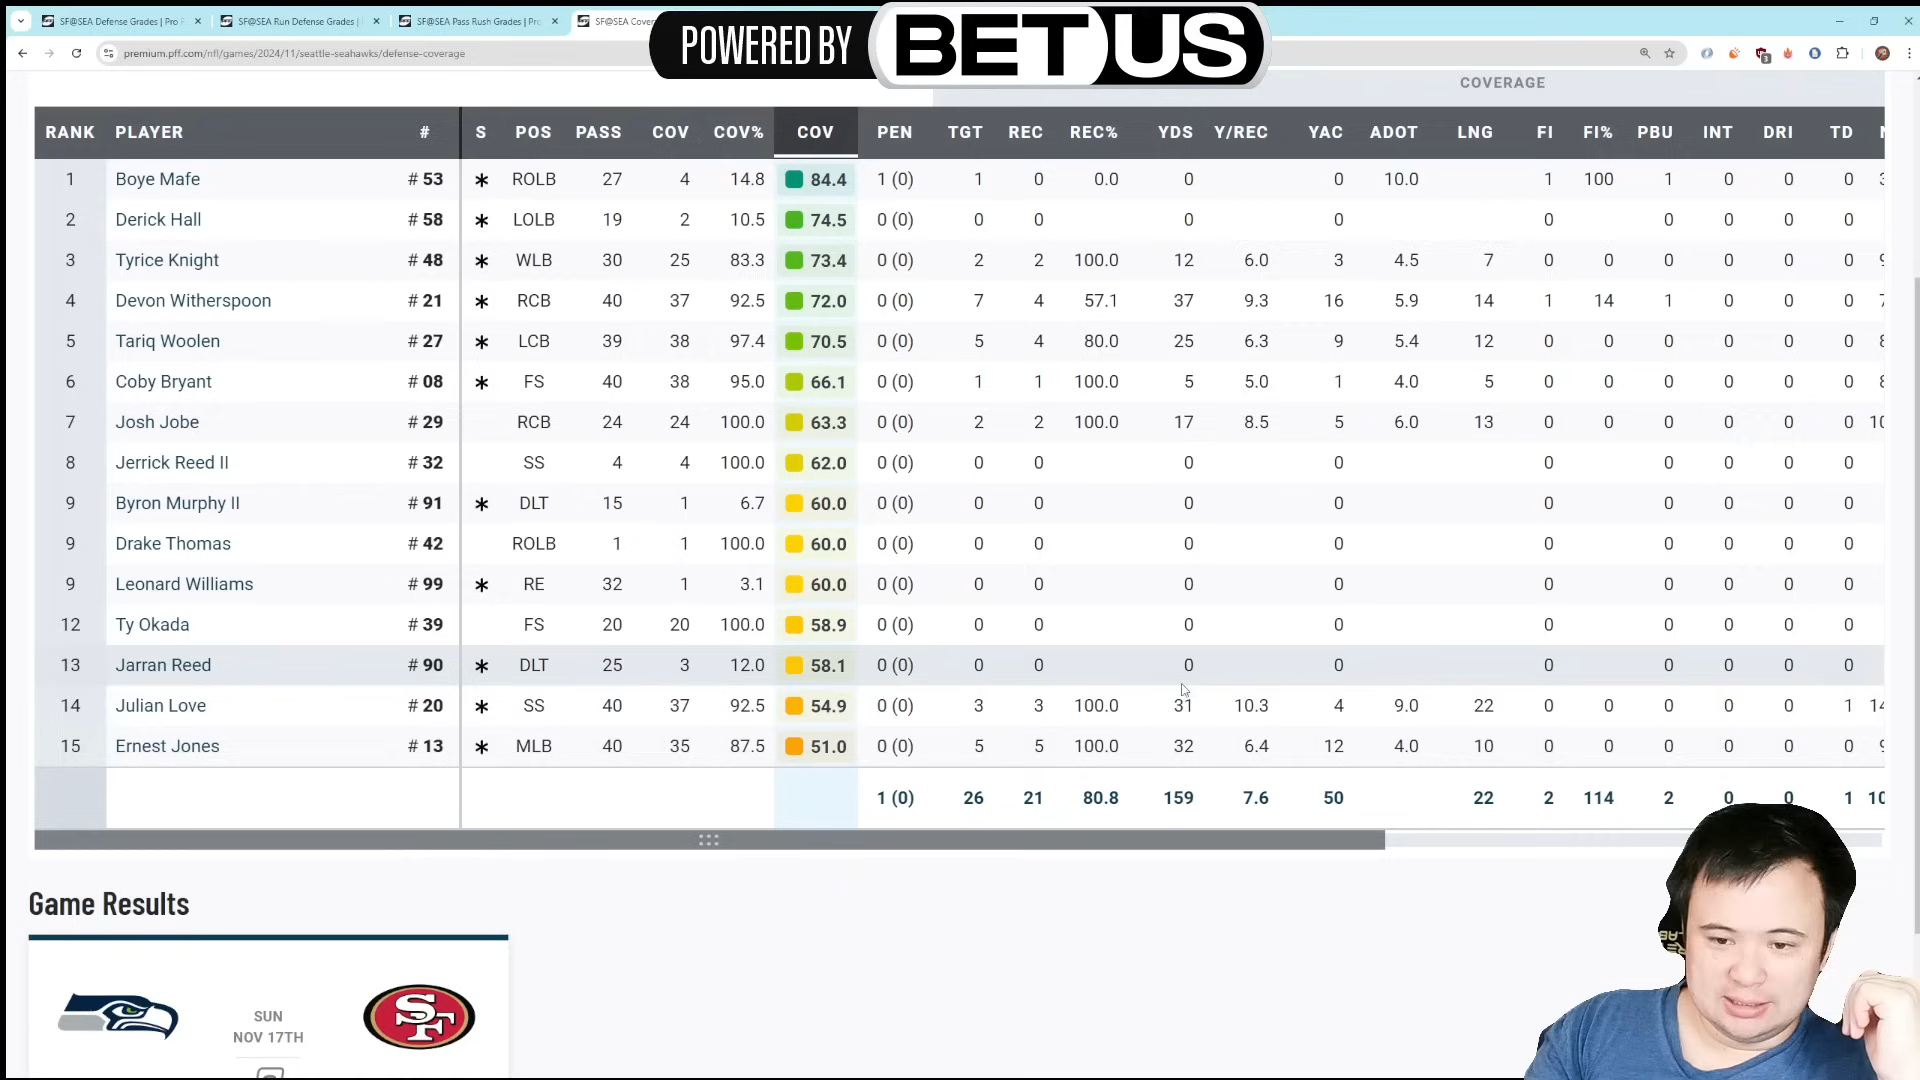 SF@SEA Defense Grades | Pro F
SF@SEA Run Defense Grades |
SF@SEA Pass Rush Grades | Pro
SF@SEA Cover
POWERED BY BETUS
premium.pff.com/nfl/games/2024/11/seattle-seahawks/defense-coverage
COVERAGE
RANK PLAYER # S POS PASS COV COV% COV PEN TGT REC REC% YDS Y/REC YAC ADOT LNG FI FI% PBU INT DRI TD
1 Boye Mafe # 53 * ROLB 27 4 14.8 84.4 1 (0) 1 0 0.0 0 0 10.0 1 100 1 0 0 0
2 Derick Hall # 58 * LOLB 19 2 10.5 74.5 0 (0) 0 0 0 0 0 0 0 0 0
3 Tyrice Knight # 48 * WLB 30 25 83.3 73.4 0 (0) 2 2 100.0 12 6.0 3 4.5 7 0 0 0 0 0 0
4 Devon Witherspoon # 21 * RCB 40 37 92.5 72.0 0 (0) 7 4 57.1 37 9.3 16 5.9 14 1 14 1 0 0 0
5 Tariq Woolen # 27 * LCB 39 38 97.4 70.5 0 (0) 5 4 80.0 25 6.3 9 5.4 12 0 0 0 0 0 0
6 Coby Bryant # 08 * FS 40 38 95.0 66.1 0 (0) 1 1 100.0 5 5.0 1 4.0 5 0 0 0 0 0 0
7 Josh Jobe # 29 RCB 24 24 100.0 63.3 0 (0) 2 2 100.0 17 8.5 5 6.0 13 0 0 0 0 0 0 10
8 Jerrick Reed II # 32 SS 4 4 100.0 62.0 0 (0) 0 0 0 0 0 0 0 0 0
9 Byron Murphy II # 91 * DLT 15 1 6.7 60.0 0 (0) 0 0 0 0 0 0 0 0 0
9 Drake Thomas # 42 ROLB 1 1 100.0 60.0 0 (0) 0 0 0 0 0 0 0 0 0
9 Leonard Williams # 99 * RE 32 1 3.1 60.0 0 (0) 0 0 0 0 0 0 0 0 0
12 Ty Okada # 39 FS 20 20 100.0 58.9 0 (0) 0 0 0 0 0 0 0 0 0
13 Jarran Reed # 90 * DLT 25 3 12.0 58.1 0 (0) 0 0 0 0 0 0 0 0 0
14 Julian Love # 20 * SS 40 37 92.5 54.9 0 (0) 3 3 100.0 31 10.3 4 9.0 22 0 0 0 0 0 1 14
15 Ernest Jones # 13 * MLB 40 35 87.5 51.0 0 (0) 5 5 100.0 32 6.4 12 4.0 10 0 0 0 0 0 0
1 (0) 26 21 80.8 159 7.6 50 22 2 114 2 0 0 1 10
Game Results
SUN
NOV 17TH
SF